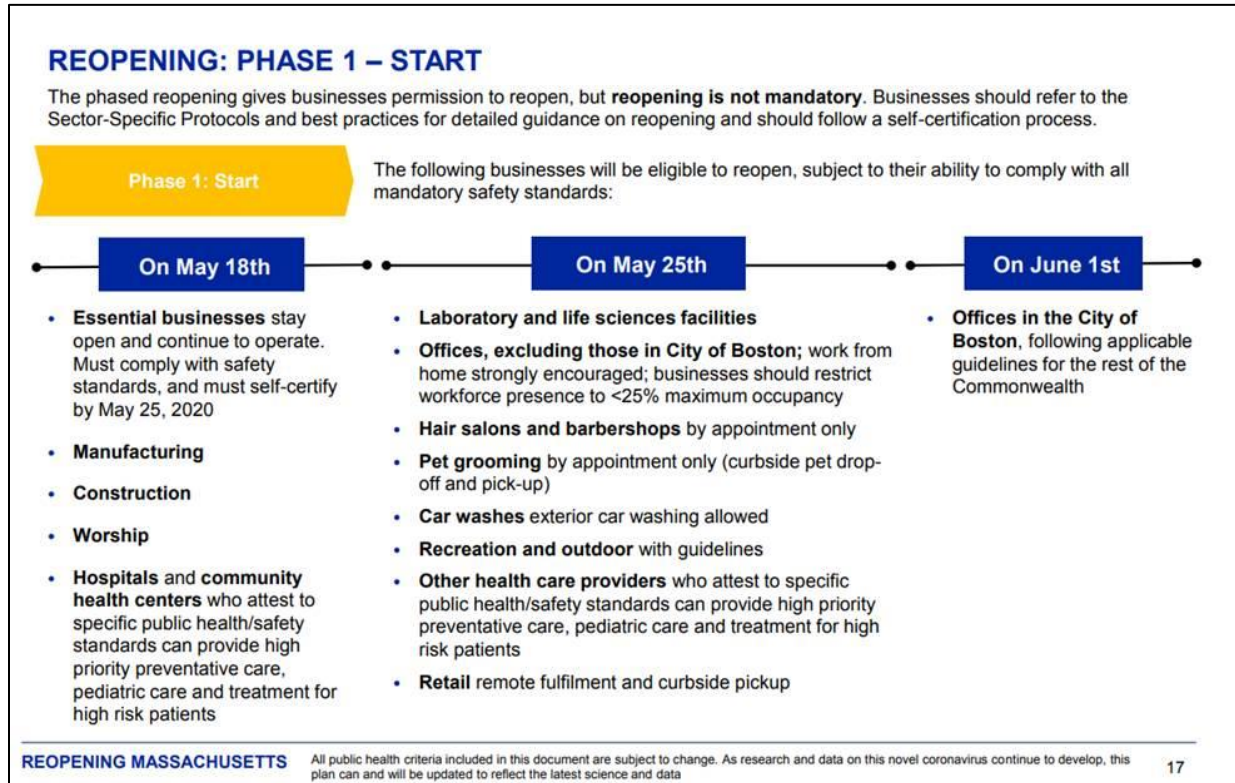 REOPENING: PHASE 1 – START
The phased reopening gives businesses permission to reopen, but reopening is not mandatory. Businesses should refer to the
Sector-Specific Protocols and best practices for detailed guidance on reopening and should follow a self-certification process.
Phase 1: Start
The following businesses will be eligible to reopen, subject to their ability to comply with all
mandatory safety standards:
On May 18th
• Essential businesses stay
open and continue to operate.
Must comply with safety
standards, and must self-certify
by May 25, 2020
• Manufacturing
• Construction
• Worship
• Hospitals and community
health centers who attest to
specific public health/safety
standards can provide high
priority preventative care,
pediatric care and treatment for
high risk patients
On May 25th
• Laboratory and life sciences facilities
• Offices, excluding those in City of Boston; work from
home strongly encouraged; businesses should restrict
workforce presence to <25% maximum occupancy
• Hair salons and barbershops by appointment only
• Pet grooming by appointment only (curbside pet drop-
off and pick-up)
• Car washes exterior car washing allowed
• Recreation and outdoor with guidelines
• Other health care providers who attest to specific
public health/safety standards can provide high priority
preventative care, pediatric care and treatment for high
risk patients
• Retail remote fulfilment and curbside pickup
On June 1st
• Offices in the City of
Boston, following applicable
guidelines for the rest of the
Commonwealth
REOPENING MASSACHUSETTS
All public health criteria included in this document are subject to change. As research and data on this novel coronavirus continue to develop, this
plan can and will be updated to reflect the latest science and data
17